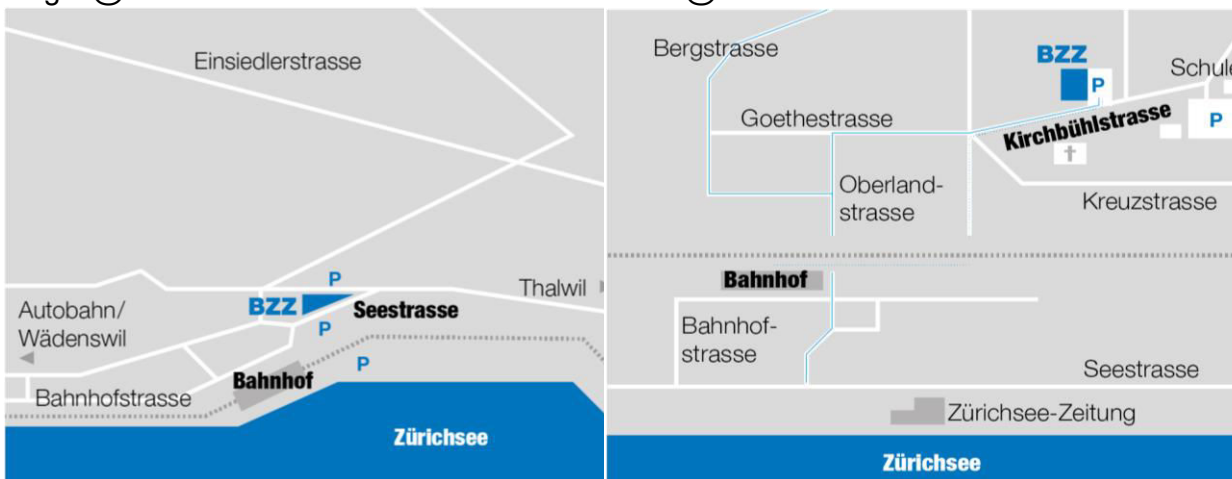 Einsiedlerstrasse
P
Thalwil
BZZ
Seestrasse
Autobahn/
Wädenswil
P
P
Bahnhof
Bahnhofstrasse
Zürichsee
Bergstrasse
BZZ
P
Schule
P
Goethestrasse
Kirchbühlstrasse
Oberland-
strasse
Kreuzstrasse
Bahnhof
Bahnhof-
strasse
Seestrasse
Zürichsee-Zeitung
Zürichsee